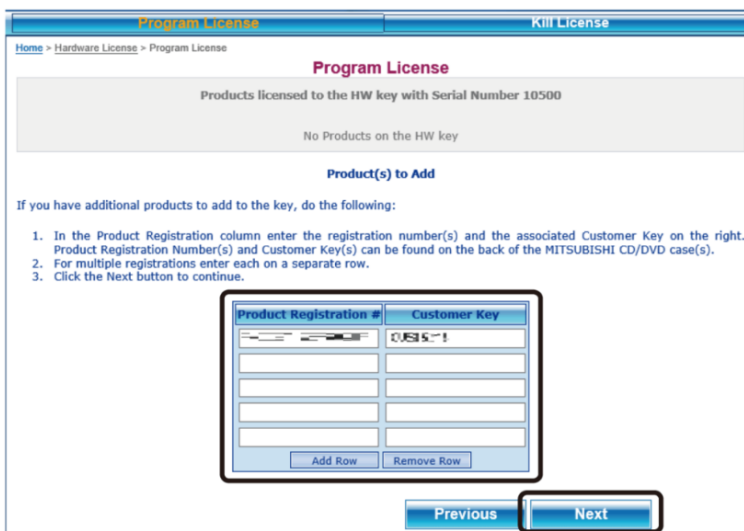 Program License
Kill License
Home > Hardware License > Program License
Program License
Products licensed to the HW key with Serial Number 10500
No Products on the HW key
Product(s) to Add
If you have additional products to add to the key, do the following:
1. In the Product Registration column enter the registration number(s) and the associated Customer Key on the right.
Product Registration Number(s) and Customer Key(s) can be found on the back of the MITSUBISHI CD/DVD case(s).
2. For multiple registrations enter each on a separate row.
3. Click the Next button to continue.
Product Registration #
Customer Key
Add Row
Remove Row
Previous
Next